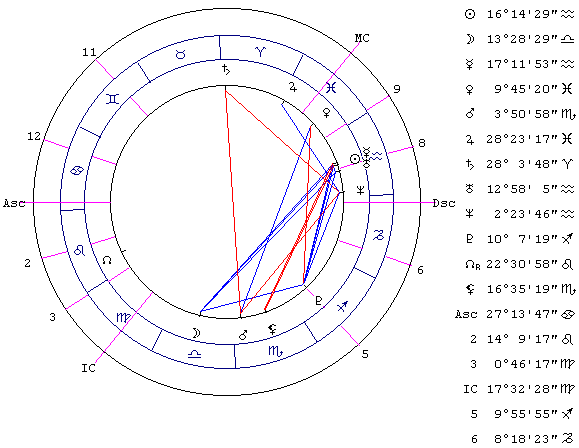 MC
11
9
12
8
Asc
Dsc
2
6
3
5
IC
☉ 16°14'29"♒
☽ 13°28'29"♎
☿ 17°11'53"♒
♀ 9°45'20"♓
♂ 3°50'58"♏
♃ 28°23'17"♓
♄ 28° 3'48"♈
♅ 12°58' 5"♒
♆ 2°23'46"♒
♇ 10° 7'19"♐
☊R 22°30'58"♌
⚸ 16°35'19"♏
Asc 27°13'47"♋
2 14° 9'17"♌
3 0°46'17"♍
IC 17°32'28"♍
5 9°55'55"♐
6 8°18'23"♑